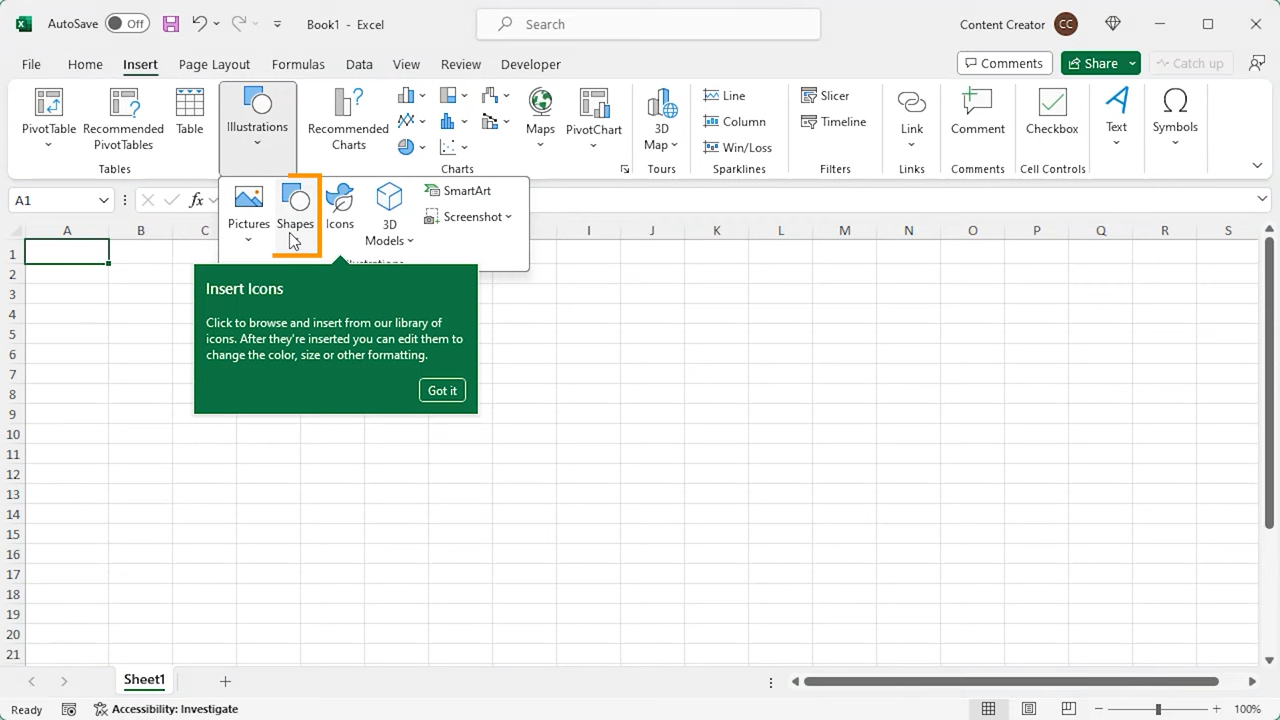 AutoSave Off Book1 - Excel Search Content Creator CC
File Home Insert Page Layout Formulas Data View Review Developer Comments Share Catch up
PivotTable Recommended PivotTables Table
Tables
Illustrations
Recommended Charts Maps PivotChart
Charts
3D Map
Tours
Line
Column
Win/Loss
Sparklines
Slicer
Timeline
Filters
Link
Links
Comment
Comments
Checkbox
Cell Controls
Text
Symbols
A1 fx
Pictures Shapes Icons 3D Models SmartArt
Screenshot
A B C I J K L M N O P Q R S
Insert Icons
Click to browse and insert from our library of
icons. After they're inserted you can edit them to
change the color, size or other formatting.
Got it
1
2
3
4
5
6
7
8
9
10
11
12
13
14
15
16
17
18
19
20
21
Sheet1
Ready Accessibility: Investigate 100%